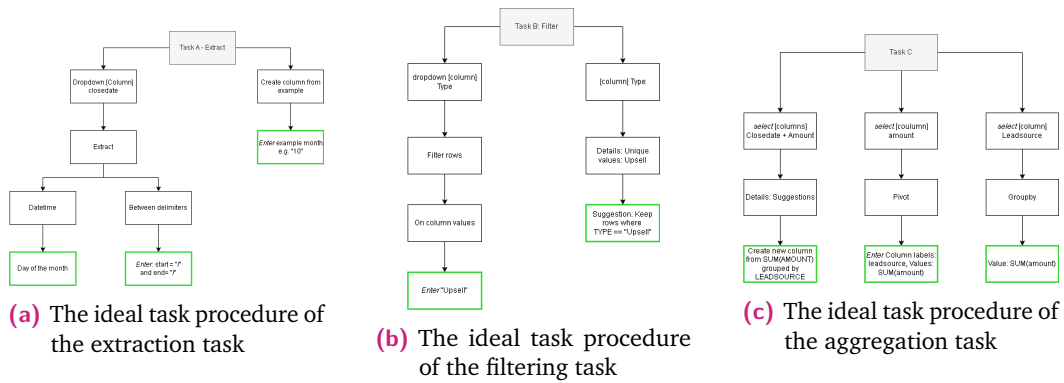 Task A - Extract
Dropdown [Column]
closedate
Create column from
example
Extract
Enter example month
e.g. "10"
Datetime
Between delimiters
Day of the month
Enter: start = "/"
and end= "/"
(a) The ideal task procedure of
the extraction task
Task B: Filter
dropdown [column]
Type
[column] Type
Filter rows
Details: Unique
values: Upsell
On column values
Suggestion: Keep
rows where
TYPE == "Upsell"
Enter "Upsell"
(b) The ideal task procedure
of the filtering task
Task C
select [columns]
Closedate + Amount
select [coulumn]
amount
select [column]
Leadsource
Details: Suggestions
Pivot
Groupby
Create new column
from SUM(AMOUNT)
grouped by
LEADSOURCE
Enter Column labels:
leadsource, Values:
SUM(amount)
Value: SUM(amount)
(c) The ideal task procedure of
the aggregation task